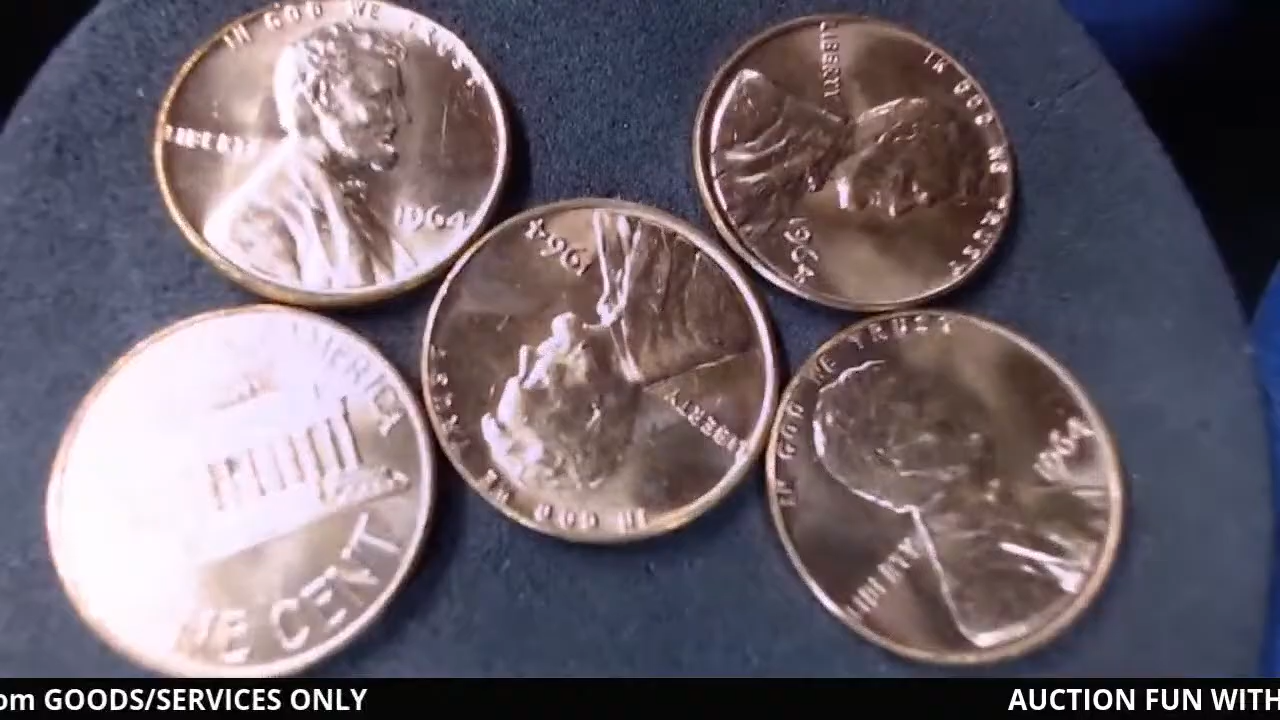 IN GOD WE TRUST
LIBERTY
1964
LIBERTY
IN GOD WE TRUST
1964
1964
LIBERTY
IN GOD WE TRUST
AMERICA
CENT
IN GOD WE TRUST
1964
LIBERTY
om GOODS/SERVICES ONLY
AUCTION FUN WITH